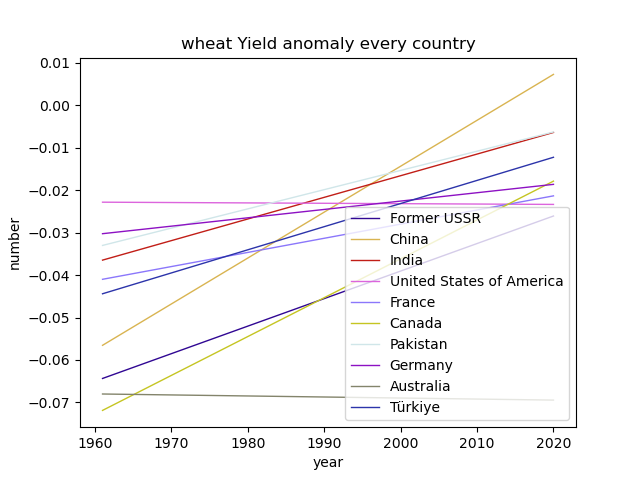 wheat Yield anomaly every country
0.01
0.00
−0.01
−0.02
−0.03
−0.04
−0.05
−0.06
−0.07
number
Former USSR
China
India
United States of America
France
Canada
Pakistan
Germany
Australia
Türkiye
1960 1970 1980 1990 2000 2010 2020
year